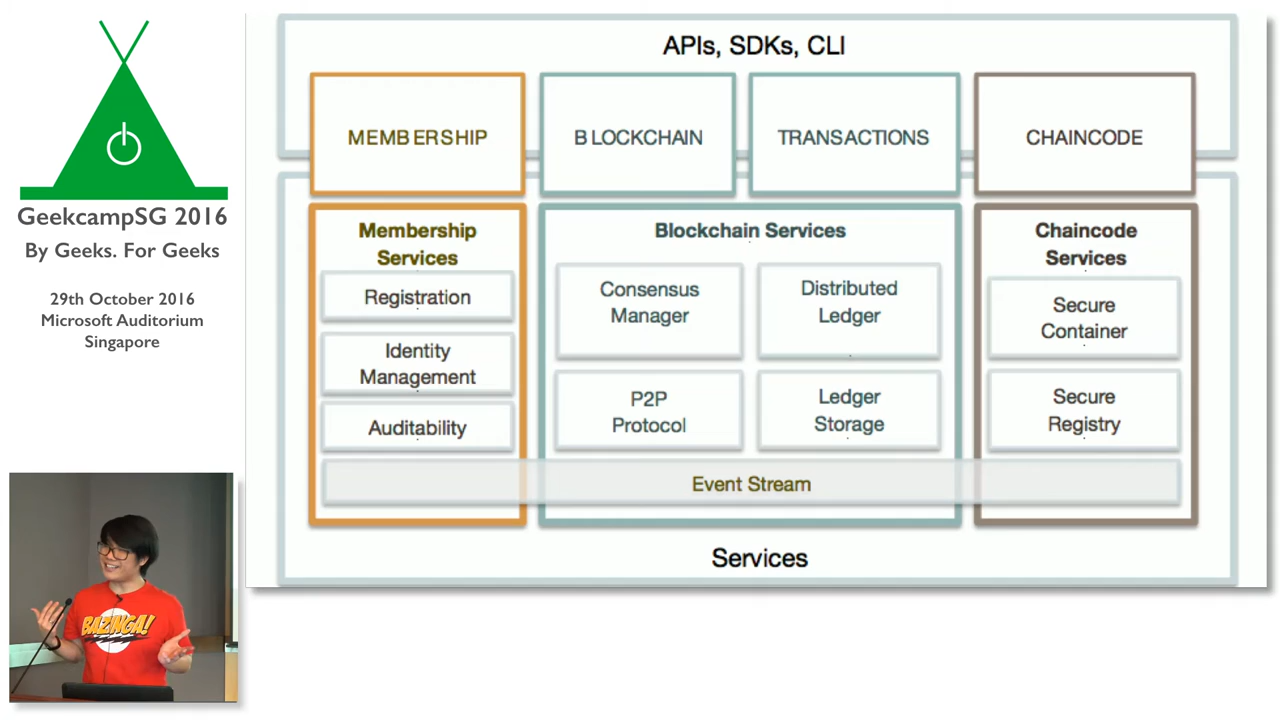 GeekcampSG 2016
By Geeks. For Geeks
29th October 2016
Microsoft Auditorium
Singapore
APIs, SDKs, CLI
MEMBERSHIP
BLOCKCHAIN
TRANSACTIONS
CHAINCODE
Membership
Services
Registration
Identity
Management
Auditability
Blockchain Services
Consensus
Manager
Distributed
Ledger
P2P
Protocol
Ledger
Storage
Chaincode
Services
Secure
Container
Secure
Registry
Event Stream
Services
BAZINGA!